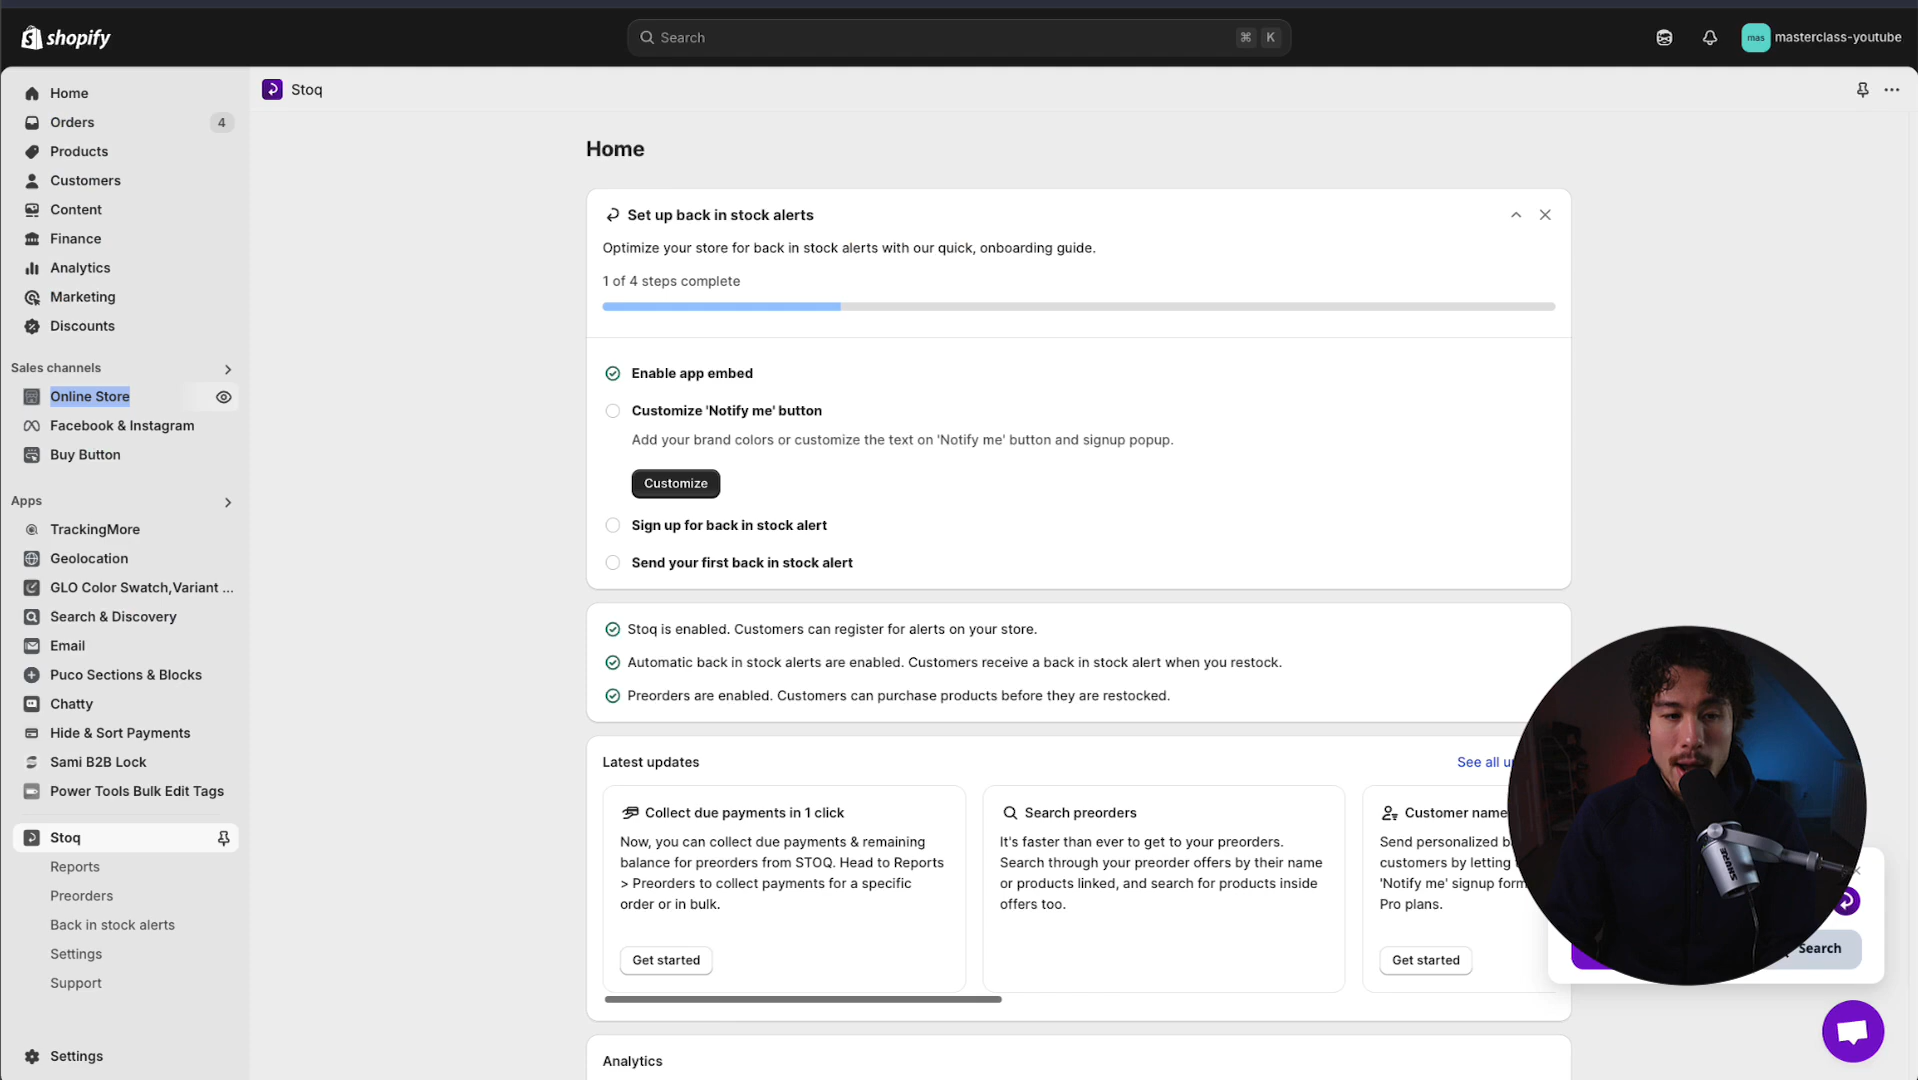 shopify
Search
⌘ K
mas
masterclass-youtube
Home
Orders
4
Products
Customers
Content
Finance
Analytics
Marketing
Discounts
Sales channels
Online Store
Facebook & Instagram
Buy Button
Apps
TrackingMore
Geolocation
GLO Color Swatch,Variant ...
Search & Discovery
Email
Puco Sections & Blocks
Chatty
Hide & Sort Payments
Sami B2B Lock
Power Tools Bulk Edit Tags
Stoq
Reports
Preorders
Back in stock alerts
Settings
Support
Settings
Stoq
Home
Set up back in stock alerts
Optimize your store for back in stock alerts with our quick, onboarding guide.
1 of 4 steps complete
Enable app embed
Customize 'Notify me' button
Add your brand colors or customize the text on 'Notify me' button and signup popup.
Customize
Sign up for back in stock alert
Send your first back in stock alert
Stoq is enabled. Customers can register for alerts on your store.
Automatic back in stock alerts are enabled. Customers receive a back in stock alert when you restock.
Preorders are enabled. Customers can purchase products before they are restocked.
Latest updates
See all
Collect due payments in 1 click
Now, you can collect due payments & remaining
balance for preorders from STOQ. Head to Reports
> Preorders to collect payments for a specific
order or in bulk.
Get started
Search preorders
It's faster than ever to get to your preorders.
Search through your preorder offers by their name
or products linked, and search for products inside
offers too.
Customer name
Send personalized
customers by letting
'Notify me' signup
Pro plans.
Get started
SHURE
Search
Analytics